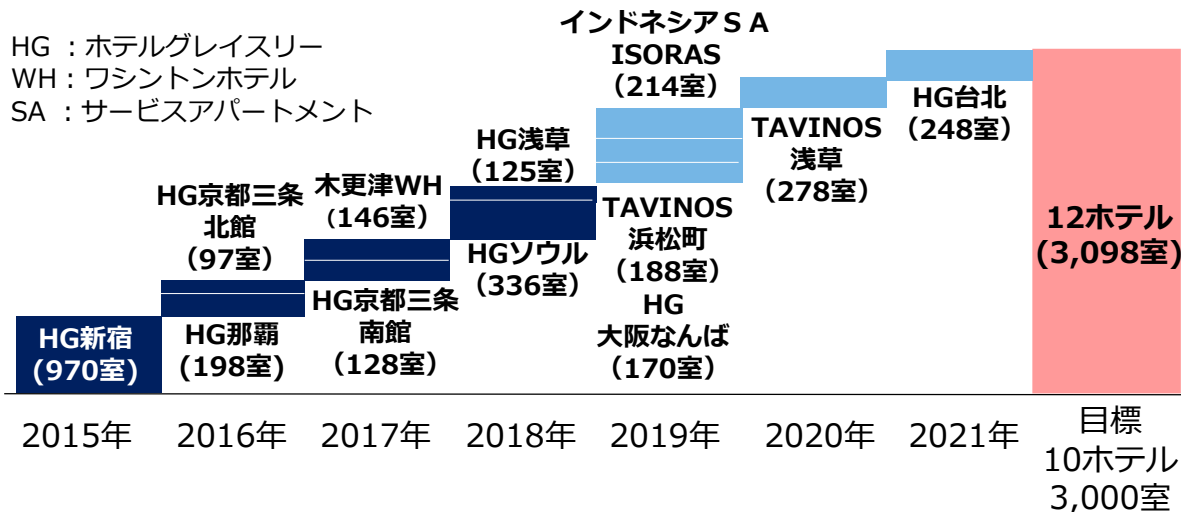 HG ：ホテルグレイスリー
WH：ワシントンホテル
SA ：サービスアパートメント
HG新宿
(970室)
HG京都三条
北館
（97室）
HG那覇
(198室)
木更津WH
（146室）
HG京都三条
南館
（128室）
HG浅草
（125室）
HGソウル
（336室）
インドネシアＳＡ
ISORAS
（214室）
TAVINOS
浜松町
（188室）
HG
大阪なんば
（170室）
TAVINOS
浅草
（278室）
HG台北
（248室）
12ホテル
(3,098室)
2015年
2016年
2017年
2018年
2019年
2020年
2021年
目標
10ホテル
3,000室